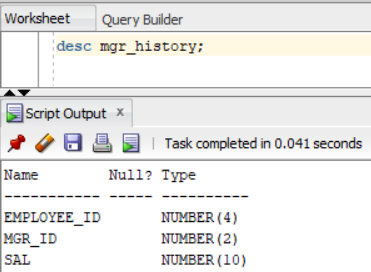 Worksheet Query Builder
desc mgr_history;
Script Output x
Task completed in 0.041 seconds
Name Null? Type
----------- ----- ----------
EMPLOYEE_ID NUMBER(4)
MGR_ID NUMBER(2)
SAL NUMBER(10)